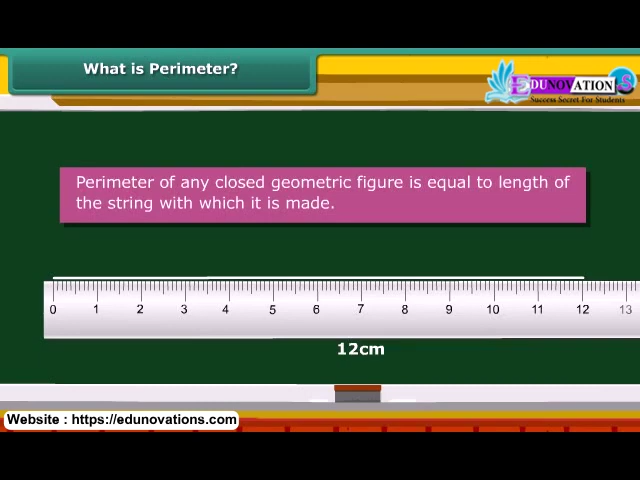 What is Perimeter?
EDUNOVATIONS
Success Secret For Students
Perimeter of any closed geometric figure is equal to length of
the string with which it is made.
0 1 2 3 4 5 6 7 8 9 10 11 12 13
12cm
Website : https://edunovations.com